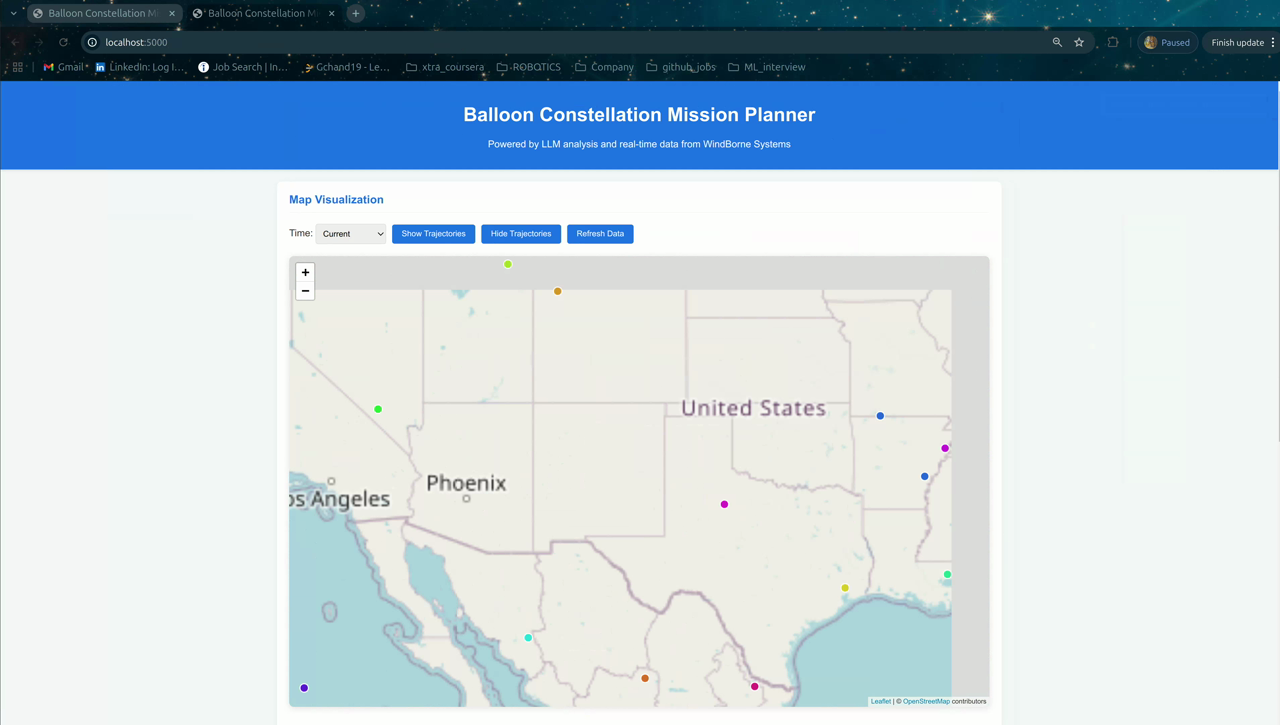 Balloon Constellation Mi
Balloon Constellation M
localhost:5000
Paused
Finish update
Gmail
LinkedIn: Log I...
Job Search | In...
Gchand19 - Le...
xtra_coursera
ROBOTICS
Company
github_jobs
ML_interview
Balloon Constellation Mission Planner
Powered by LLM analysis and real-time data from WindBorne Systems
Map Visualization
Time: Current Show Trajectories Hide Trajectories Refresh Data
+
−
United States
Phoenix
os Angeles
Leaflet | © OpenStreetMap contributors